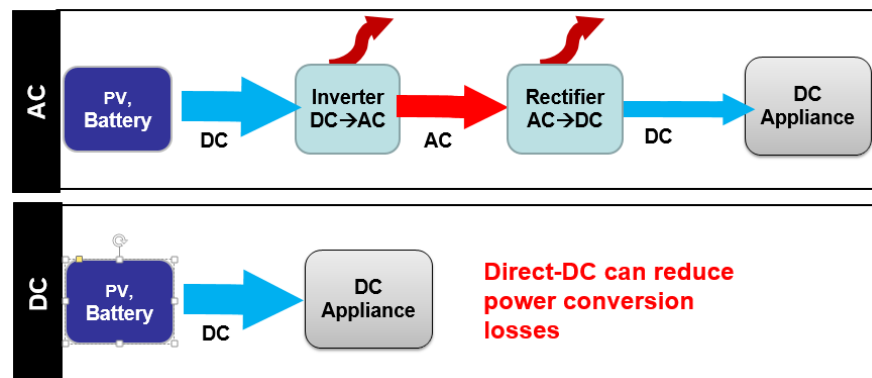 AC
PV,
Battery
DC
Inverter
DC→AC
AC
Rectifier
AC→DC
DC
DC
Appliance
DC
PV,
Battery
DC
DC
Appliance
Direct-DC can reduce
power conversion
losses